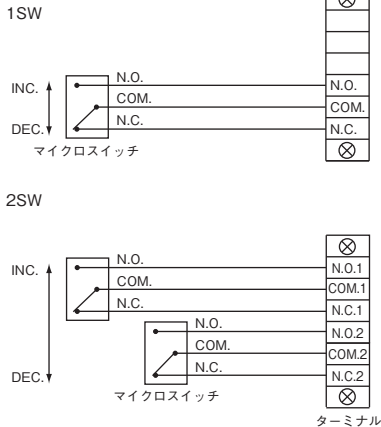 1SW
INC.
N.O.
COM.
N.C.
DEC.
マイクロスイッチ
N.O.
COM.
N.C.
2SW
INC.
N.O.
COM.
N.C.
N.O.
COM.
N.C.
DEC.
マイクロスイッチ
N.O.1
COM.1
N.C.1
N.O.2
COM.2
N.C.2
ターミナル